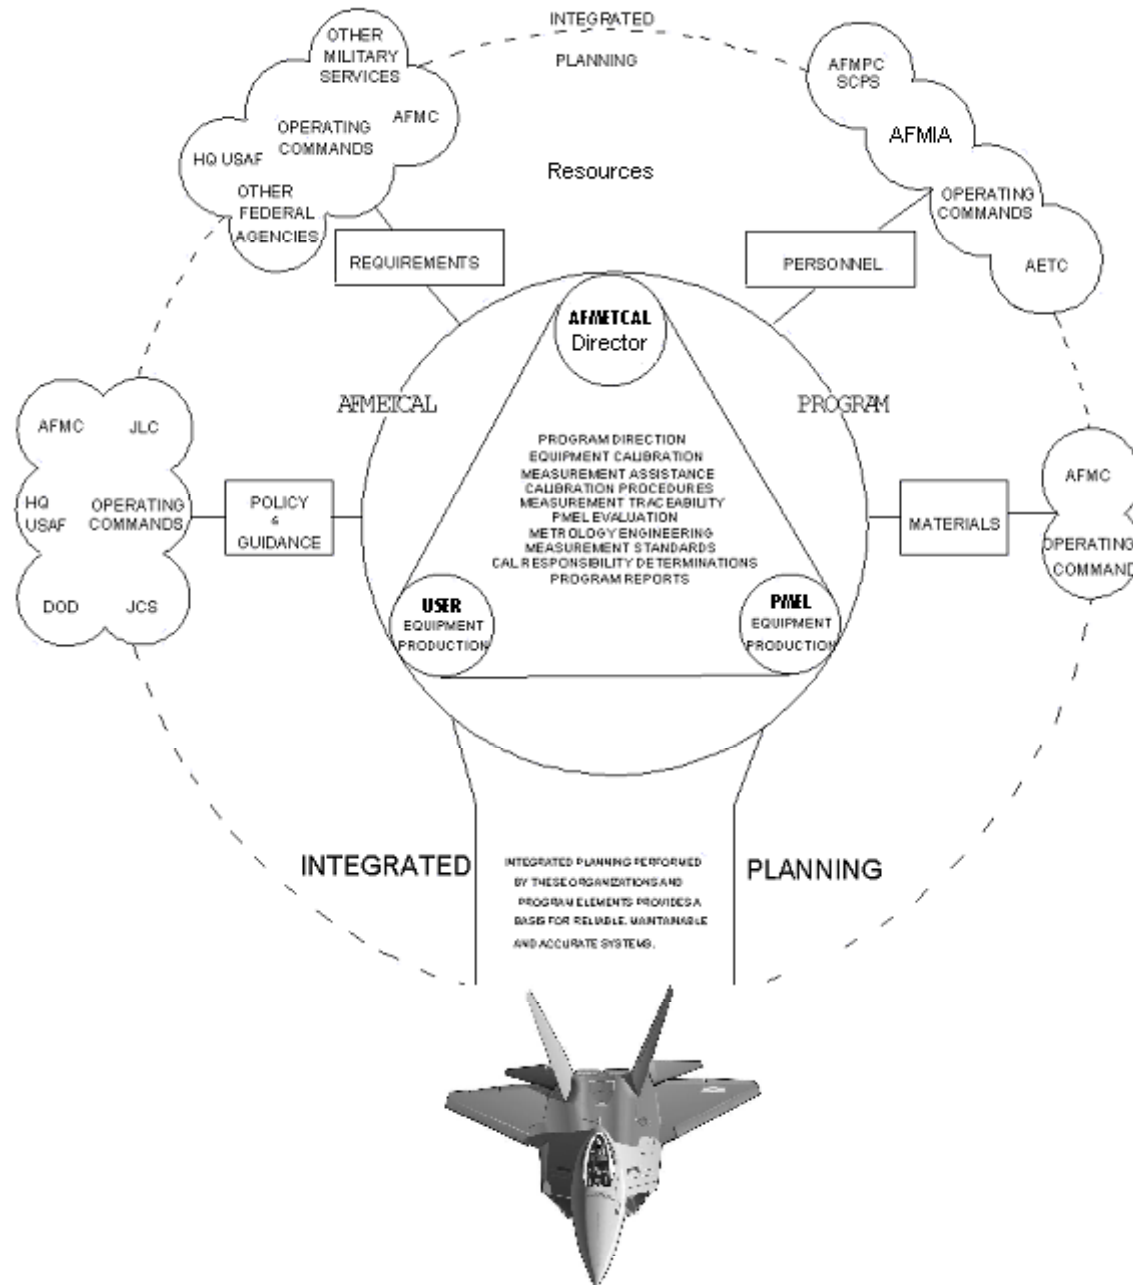 INTEGRATED
PLANNING
OTHER
MILITARY
SERVICES
AFMC
OPERATING
COMMANDS
HQ USAF
OTHER
FEDERAL
AGENCIES
AFMPC
SCPS
AFMIA
OPERATING
COMMANDS
AETC
Resources
REQUIREMENTS
PERSONNEL
AFMETCAL
Director
AFMETCAL
PROGRAM
AFMC
JLC
HQ
USAF
OPERATING
COMMANDS
DOD
JCS
POLICY
&
GUIDANCE
PROGRAM DIRECTION
EQUIPMENT CALIBRATION
MEASUREMENT ASSISTANCE
CALIBRATION PROCEDURES
MEASUREMENT TRACEABILITY
PMEL EVALUATION
METROLOGY ENGINEERING
MEASUREMENT STANDARDS
CAL RESPONSIBILITY DETERMINATIONS
PROGRAM REPORTS
MATERIALS
AFMC
OPERATING
COMMAND
USER
EQUIPMENT
PRODUCTION
PMEL
EQUIPMENT
PRODUCTION
INTEGRATED
PLANNING
INTEGRATED PLANNING PERFORMED
BY THESE ORGANIZATIONS AND
PROGRAM ELEMENTS PROVIDES A
BASIS FOR RELIABLE, MAINTAINABLE
AND ACCURATE SYSTEMS.